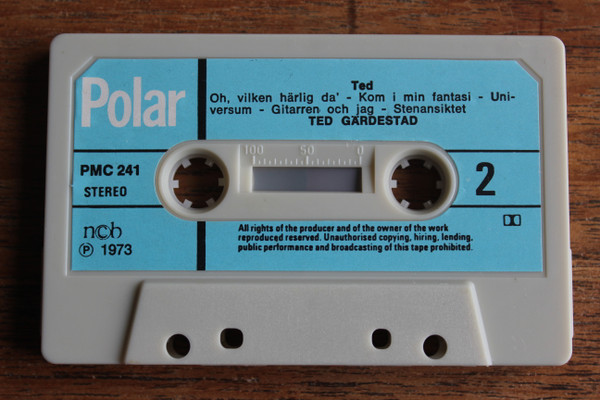 Polar
Ted
Oh, vilken härlig da' - Kom i min fantasi - Uni-
versum - Gitarren och jag - Stenansiktet
TED GÄRDESTAD
PMC 241
STEREO
100 50 0
2
ncb
Ⓟ 1973
All rights of the producer and of the owner of the work
reproduced reserved. Unauthorised copying, hiring, lending,
public performance and broadcasting of this tape prohibited.